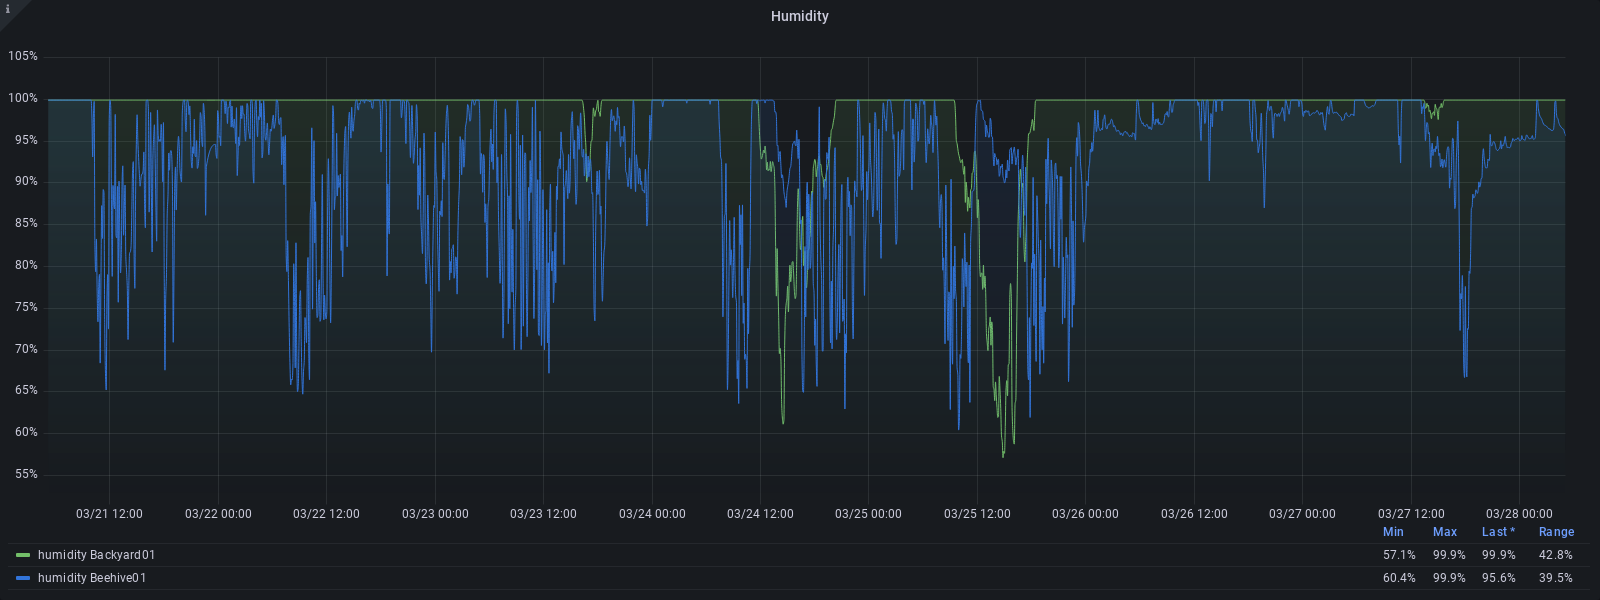 i
Humidity
105%
100%
95%
90%
85%
80%
75%
70%
65%
60%
55%
03/21 12:00 03/22 00:00 03/22 12:00 03/23 00:00 03/23 12:00 03/24 00:00 03/24 12:00 03/25 00:00 03/25 12:00 03/26 00:00 03/26 12:00 03/27 00:00 03/27 12:00 03/28 00:00
Min Max Last * Range
humidity Backyard01 57.1% 99.9% 99.9% 42.8%
humidity Beehive01 60.4% 99.9% 95.6% 39.5%